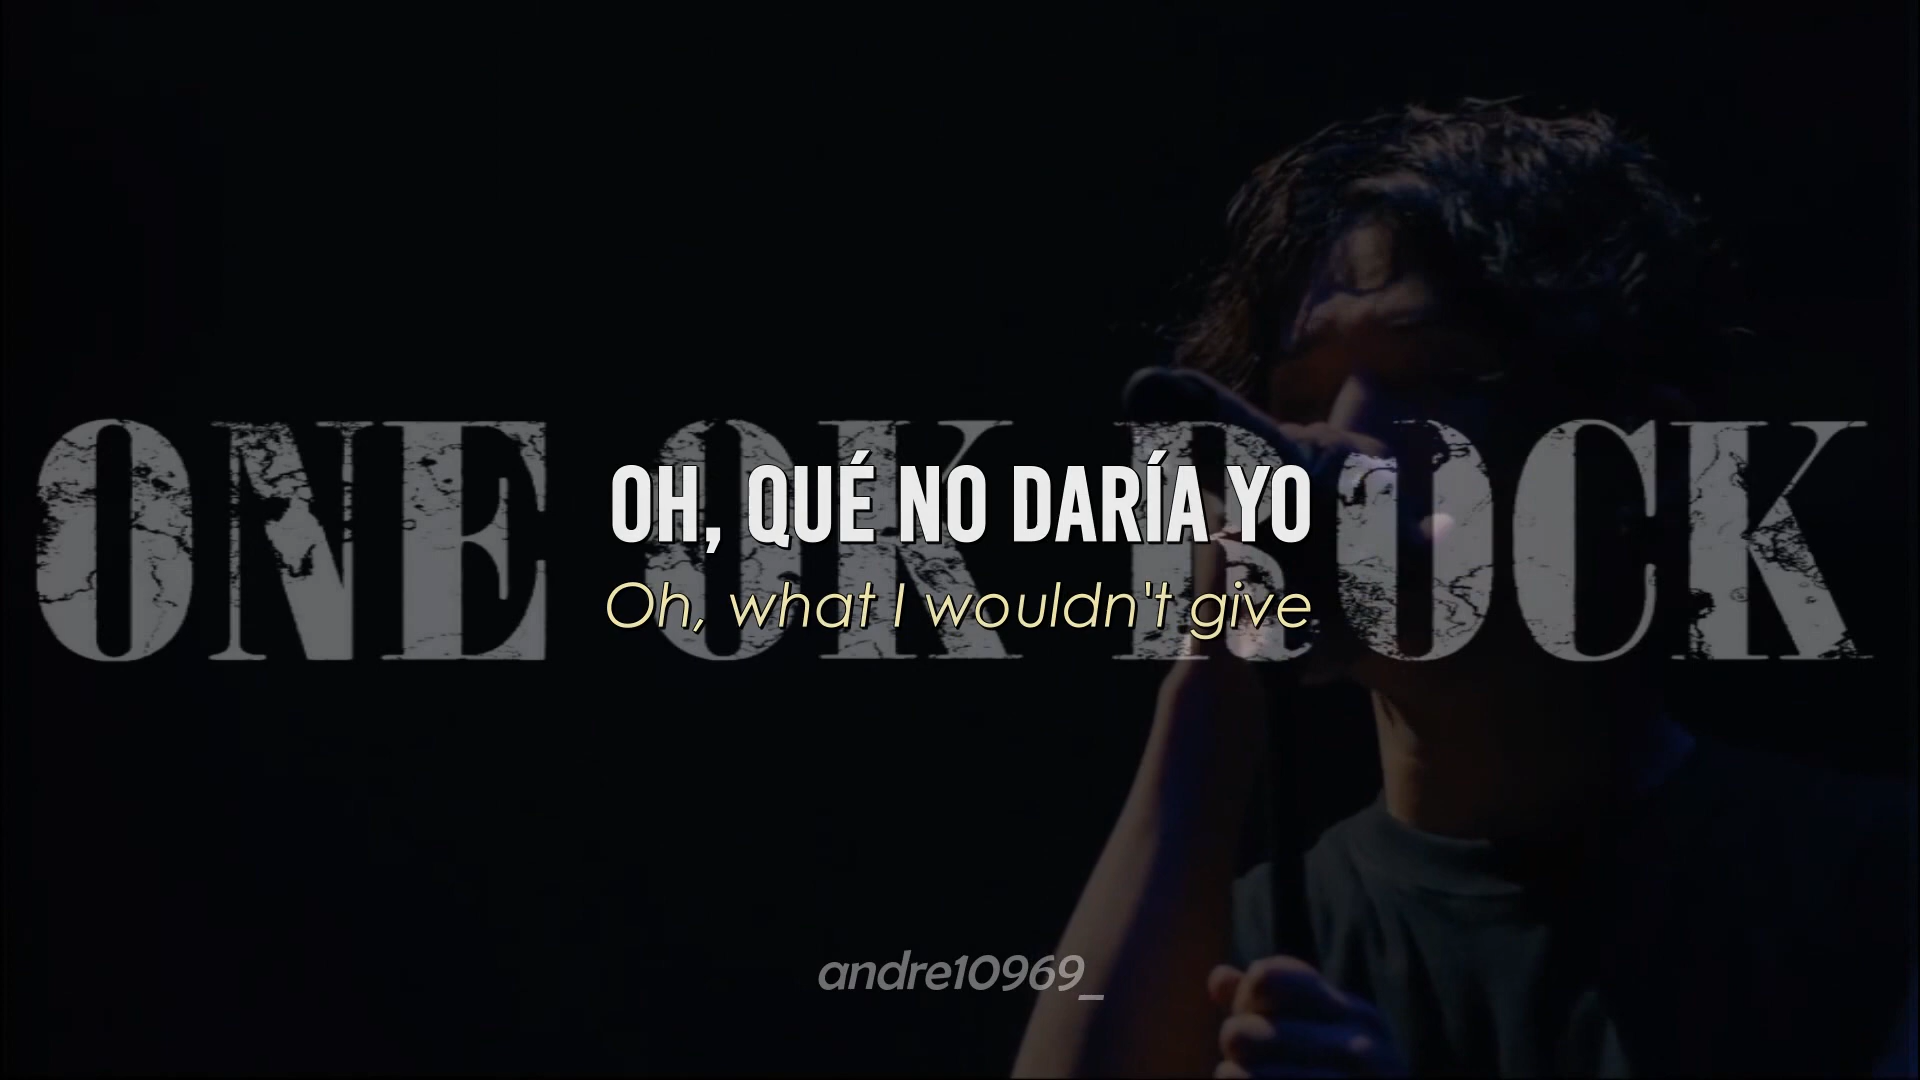 ONE OK ROCK
OH, QUÉ NO DARÍA YO
Oh, what I wouldn't give
andre10969_